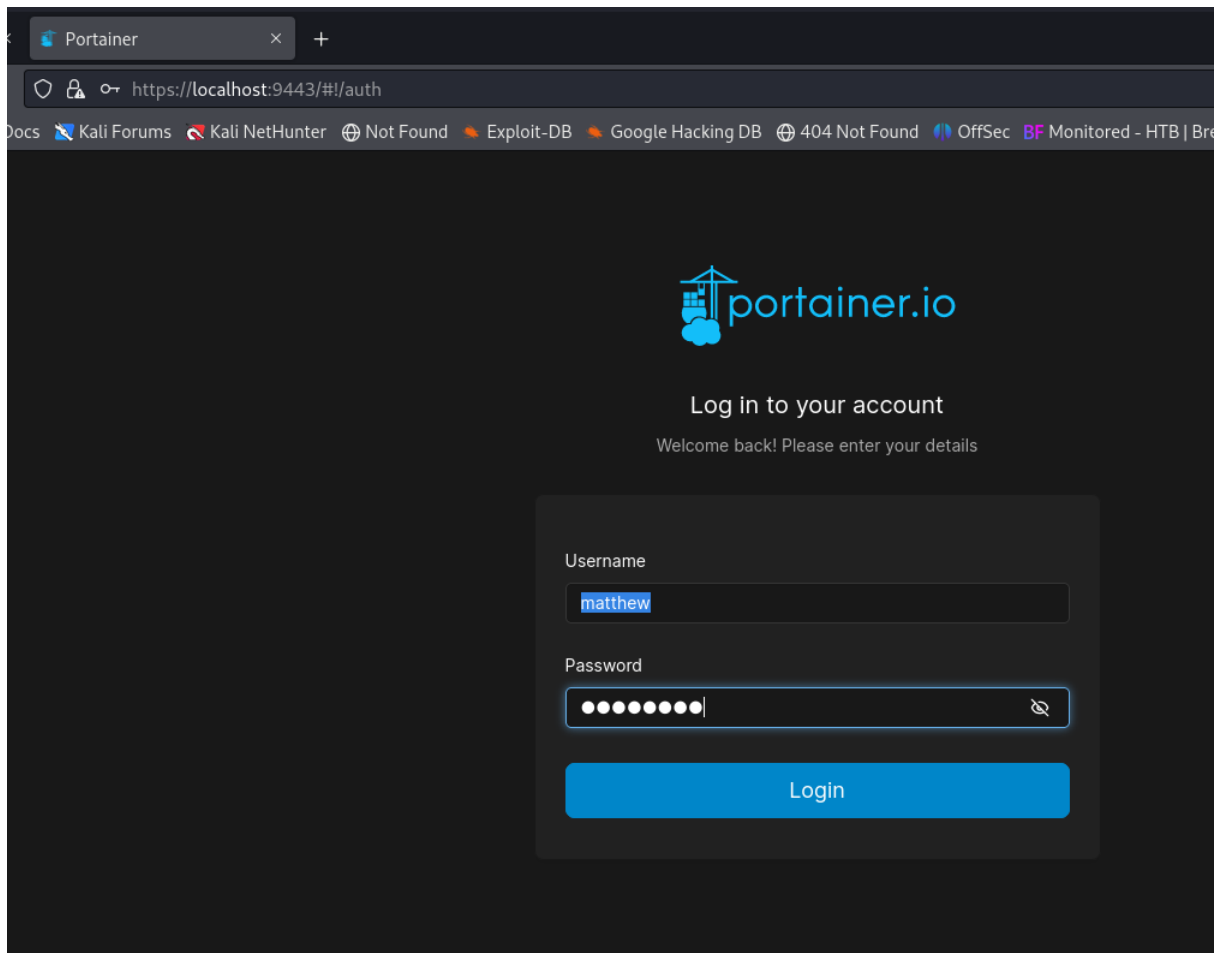 Portainer
https://localhost:9443/#!/auth
Docs Kali Forums Kali NetHunter Not Found Exploit-DB Google Hacking DB 404 Not Found OffSec BF Monitored - HTB | Bre
portainer.io
Log in to your account
Welcome back! Please enter your details
Username
matthew
Password
Login